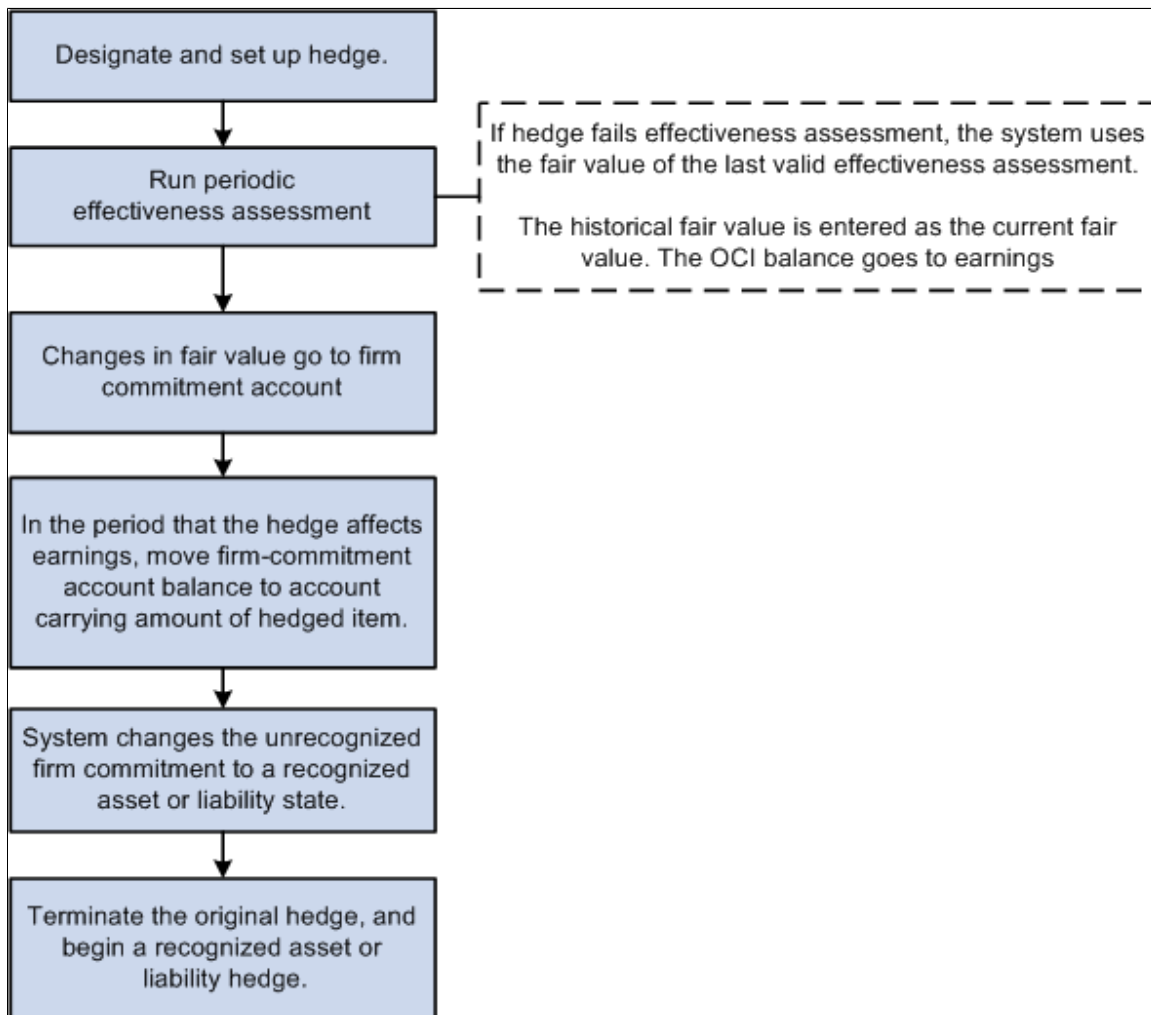 Designate and set up hedge.
Run periodic
effectiveness assessment
If hedge fails effectiveness assessment, the system uses
the fair value of the last valid effectiveness assessment.
The historical fair value is entered as the current fair
value. The OCI balance goes to earnings
Changes in fair value go to firm
commitment account
In the period that the hedge affects
earnings, move firm-commitment
account balance to account
carrying amount of hedged item.
System changes the unrecognized
firm commitment to a recognized
asset or liability state.
Terminate the original hedge, and
begin a recognized asset or
liability hedge.